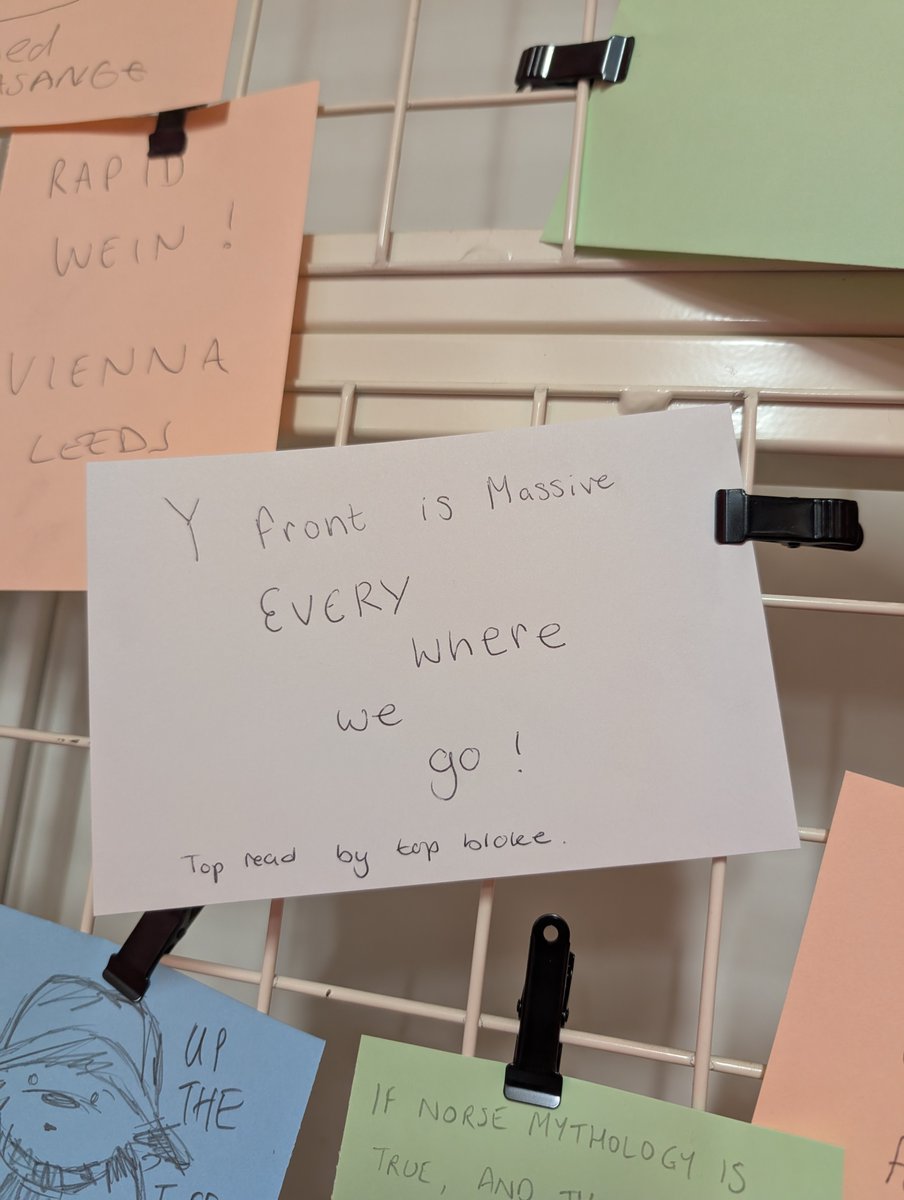 ed
ASANGE
RAPID
WEIN !
VIENNA
LEEDS
Y front is Massive
EVERY
where
we
go !
Top read by top bloke.
UP
THE
IF NORSE MYTHOLOGY IS
TRUE, AND